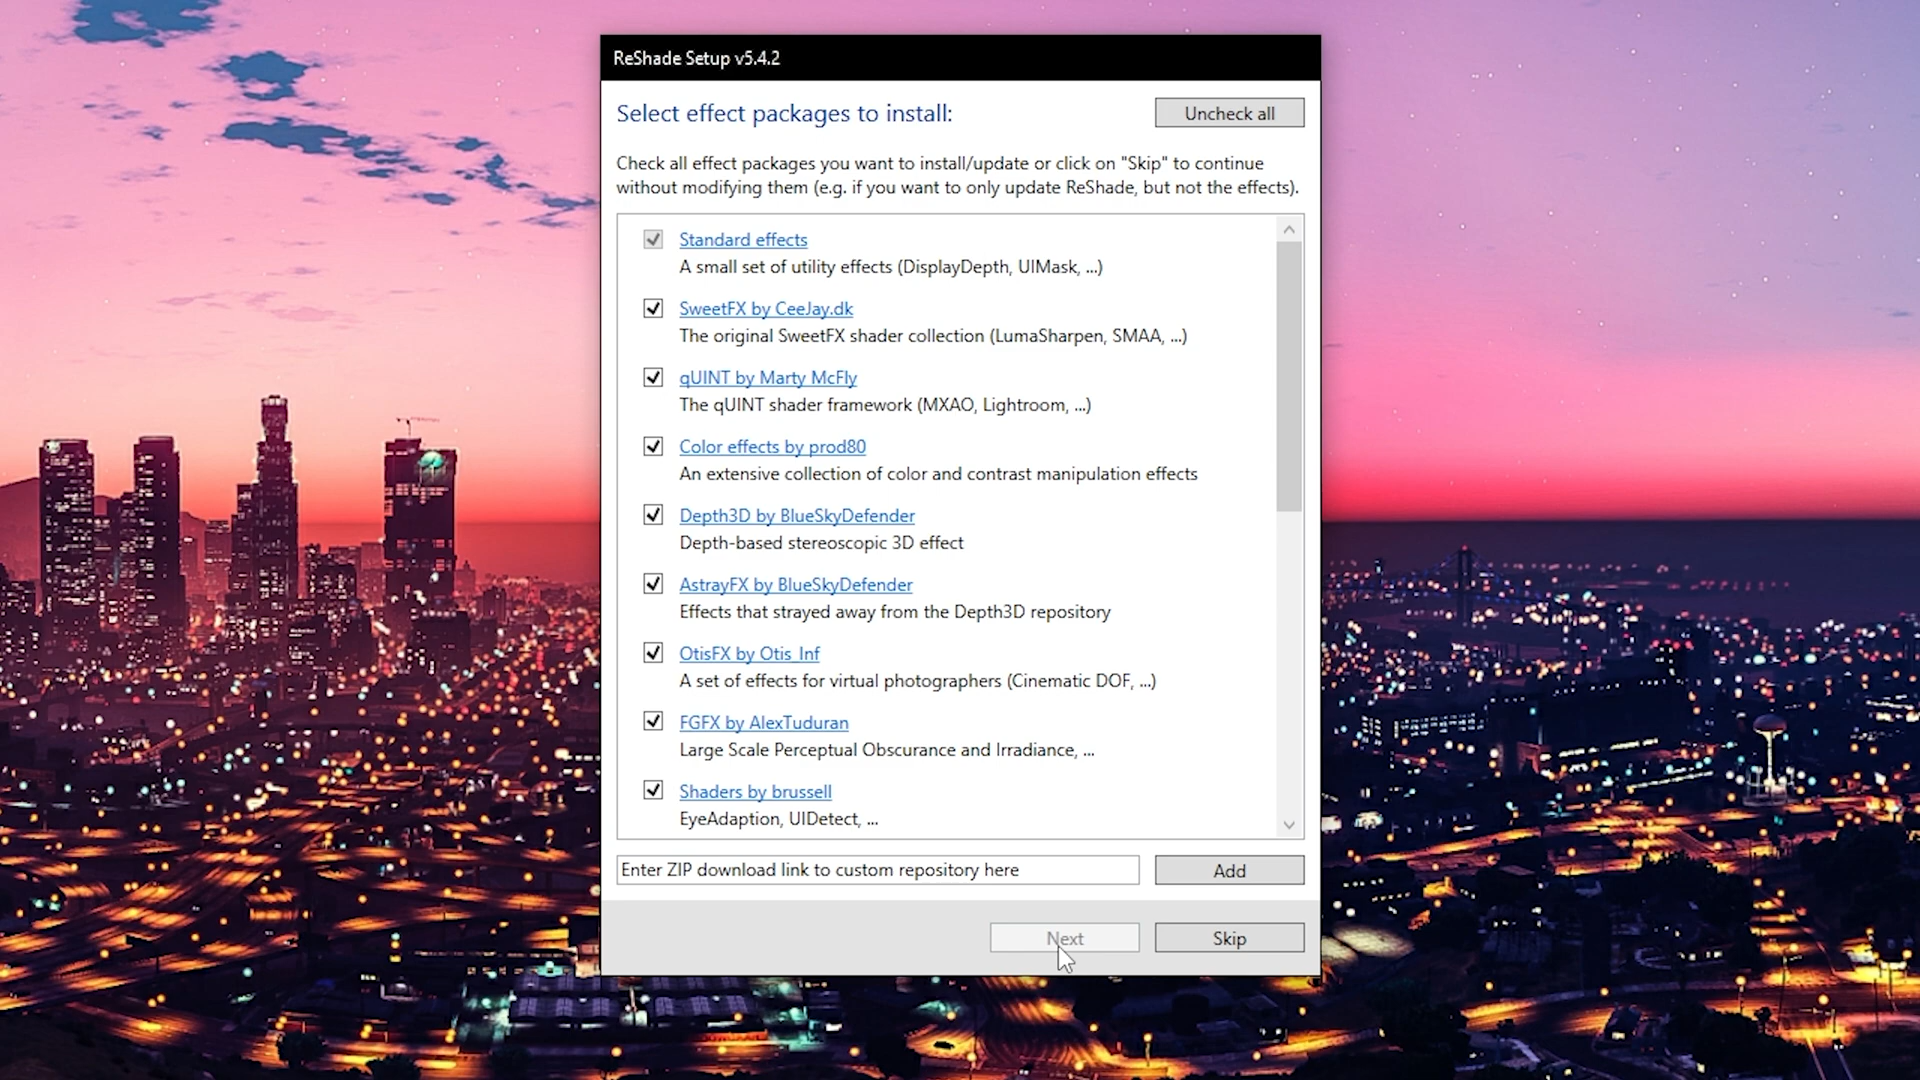 ReShade Setup v5.4.2
Select effect packages to install:
Uncheck all
Check all effect packages you want to install/update or click on "Skip" to continue
without modifying them (e.g. if you want to only update ReShade, but not the effects).
Standard effects
A small set of utility effects (DisplayDepth, UIMask, ...)
SweetFX by CeeJay.dk
The original SweetFX shader collection (LumaSharpen, SMAA, ...)
qUINT by Marty McFly
The qUINT shader framework (MXAO, Lightroom, ...)
Color effects by prod80
An extensive collection of color and contrast manipulation effects
Depth3D by BlueSkyDefender
Depth-based stereoscopic 3D effect
AstrayFX by BlueSkyDefender
Effects that strayed away from the Depth3D repository
OtisFX by Otis_Inf
A set of effects for virtual photographers (Cinematic DOF, ...)
FGFX by AlexTuduran
Large Scale Perceptual Obscurance and Irradiance, ...
Shaders by brussell
EyeAdaption, UIDetect, ...
Enter ZIP download link to custom repository here
Add
Next
Skip